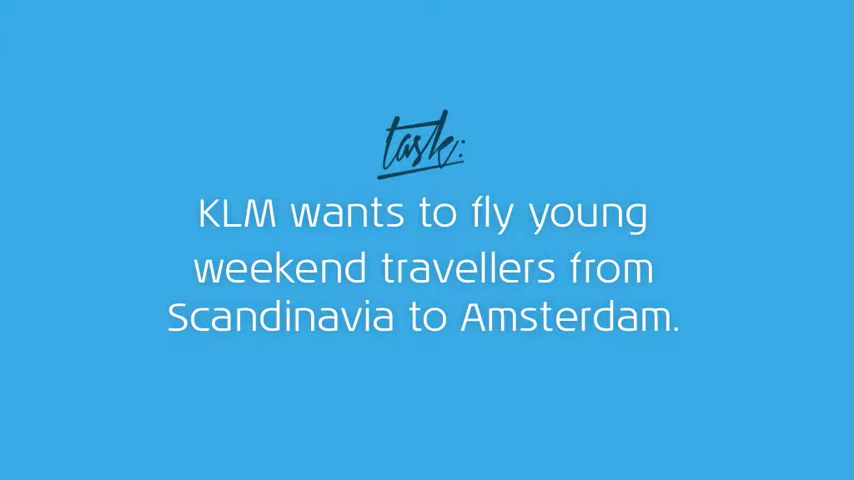 task:
KLM wants to fly young
weekend travellers from
Scandinavia to Amsterdam.